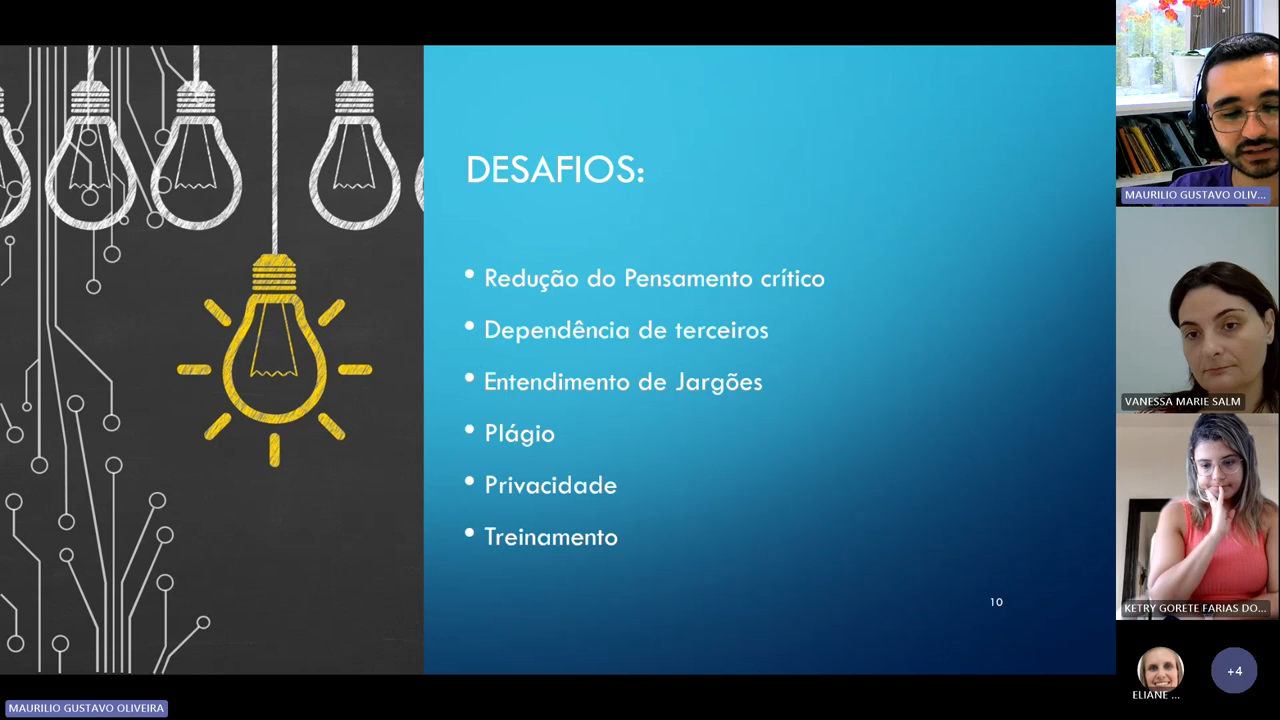 DESAFIOS:
• Redução do Pensamento crítico
• Dependência de terceiros
• Entendimento de Jargões
• Plágio
• Privacidade
• Treinamento
10
MAURILIO GUSTAVO OLIVEIRA
MAURILIO GUSTAVO OLIV...
VANESSA MARIE SALM
KETRY GORETE FARIAS DO...
ELIANE ...
+4